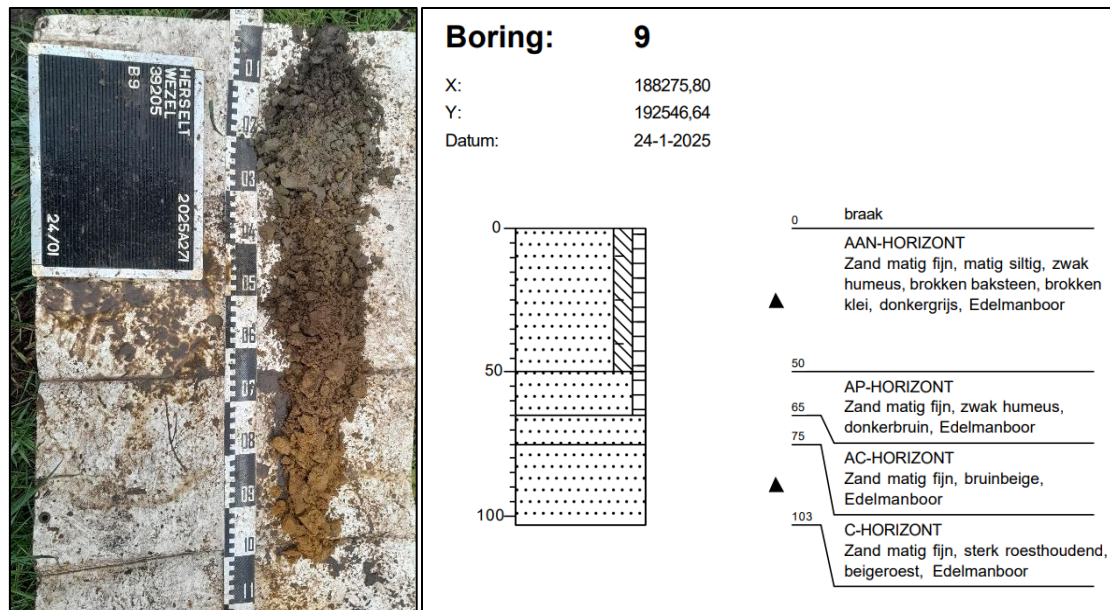 HERSELT
WEZEL
39205
B9
2025A271
24/01
01
02
03
04
05
06
07
08
09
10
11
Boring: 9
X: 188275,80
Y: 192546,64
Datum: 24-1-2025
0
50
100
0 braak
AAN-HORIZONT
Zand matig fijn, matig siltig, zwak
humeus, brokken baksteen, brokken
klei, donkergrijs, Edelmanboor
50
AP-HORIZONT
65 Zand matig fijn, zwak humeus,
donkerbruin, Edelmanboor
75
AC-HORIZONT
Zand matig fijn, bruinbeige,
Edelmanboor
103
C-HORIZONT
Zand matig fijn, sterk roesthoudend,
beigeroest, Edelmanboor